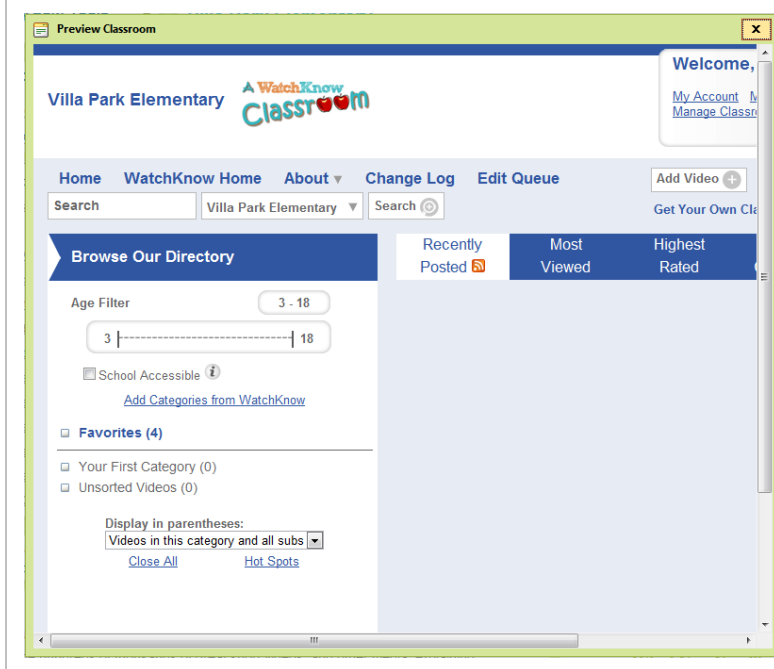 Preview Classroom
x
Welcome,
Villa Park Elementary
A WatchKnow
Classroom
My Account
Manage
Home WatchKnow Home About Change Log Edit Queue
Add Video
Search Villa Park Elementary Search
Get Your Own
Browse Our Directory
Recently Posted
Most Viewed
Highest Rated
Age Filter 3 - 18
3 18
School Accessible i
Add Categories from WatchKnow
Favorites (4)
Your First Category (0)
Unsorted Videos (0)
Display in parentheses:
Videos in this category and all subs
Close All Hot Spots